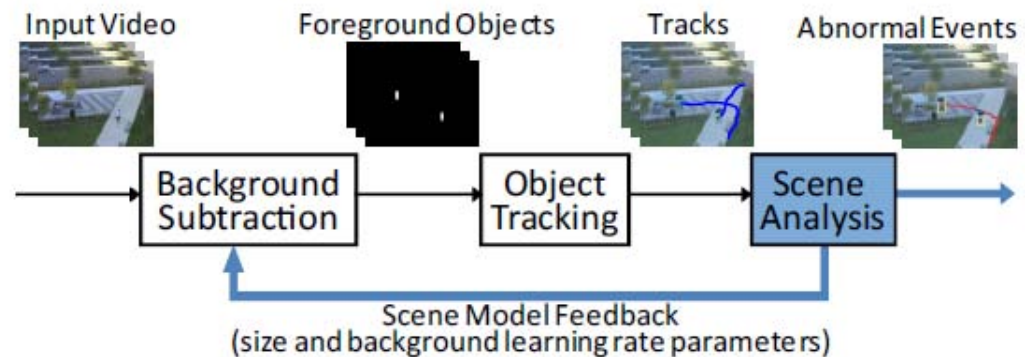 Input Video
Foreground Objects
Tracks
Abnormal Events
Background
Subtraction
Object
Tracking
Scene
Analysis
Scene Model Feedback
(size and background learning rate parameters)